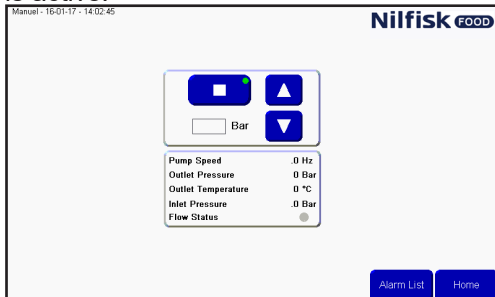 Manuel - 16-01-17 - 14:02:45
Nilfisk FOOD
Bar
Pump Speed .0 Hz
Outlet Pressure 0 Bar
Outlet Temperature 0 °C
Inlet Pressure .0 Bar
Flow Status
Alarm List Home